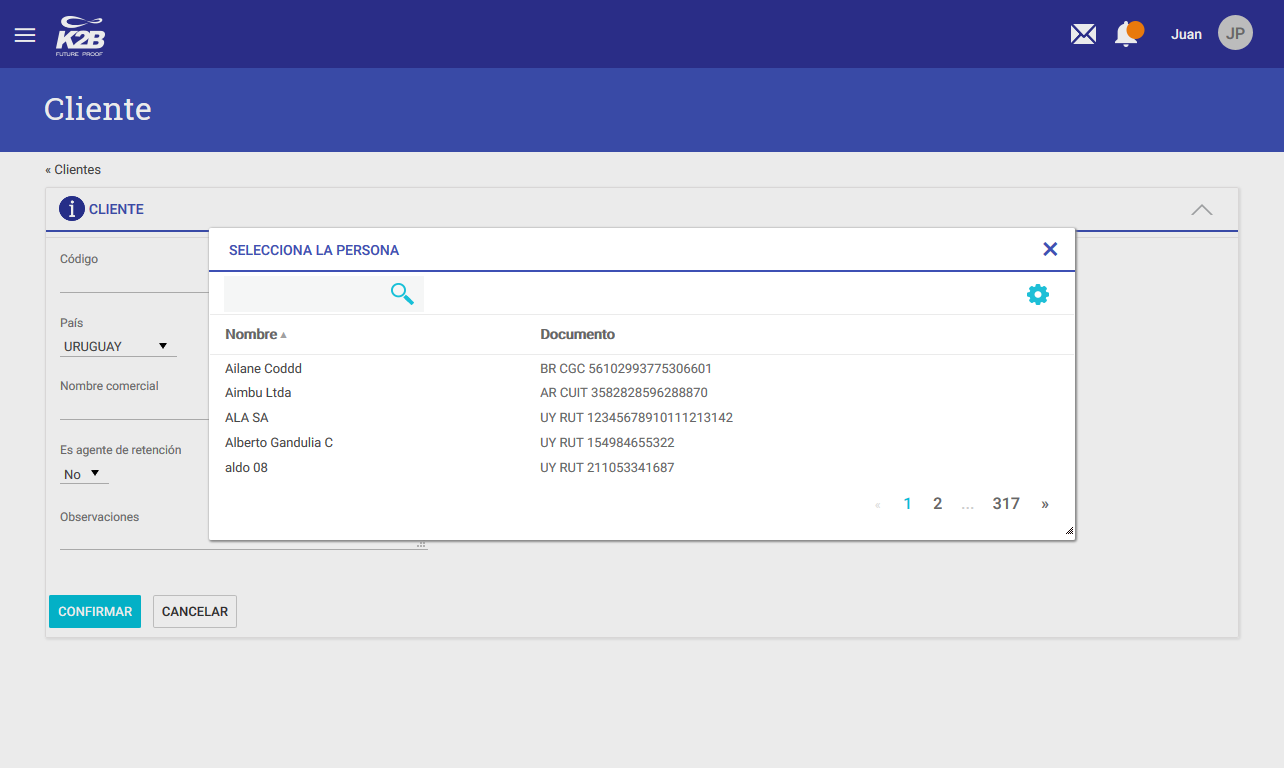 K2B
FUTURE PROOF
Juan
JP
Cliente
« Clientes
CLIENTE
Código
País
URUGUAY
Nombre comercial
Es agente de retención
No
Observaciones
CONFIRMAR
CANCELAR
SELECCIONA LA PERSONA
Nombre Documento
Ailane Coddd BR CGC 56102993775306601
Aimbu Ltda AR CUIT 3582828596288870
ALA SA UY RUT 12345678910111213142
Alberto Gandulia C UY RUT 154984655322
aldo 08 UY RUT 211053341687
« 1 2 ... 317 »